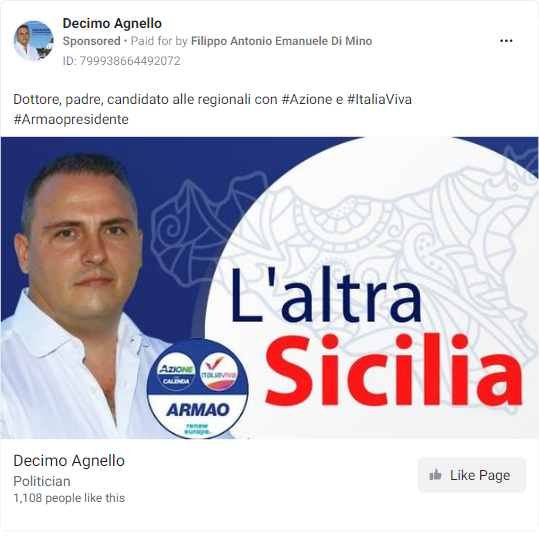 Decimo Agnello
Sponsored • Paid for by Filippo Antonio Emanuele Di Mino
ID: 799938664492072
Dottore, padre, candidato alle regionali con #Azione e #ItaliaViva
#Armaopresidente
L'altra
Sicilia
AZIONE
CALENDA
ITALIAVIVA
ARMAO
renew
europe.
Decimo Agnello
Politician
1,108 people like this
Like Page